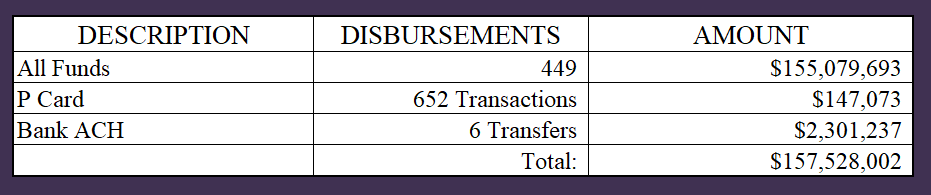 DESCRIPTION DISBURSEMENTS AMOUNT
All Funds 449 $155,079,693
P Card 652 Transactions $147,073
Bank ACH 6 Transfers $2,301,237
Total: $157,528,002